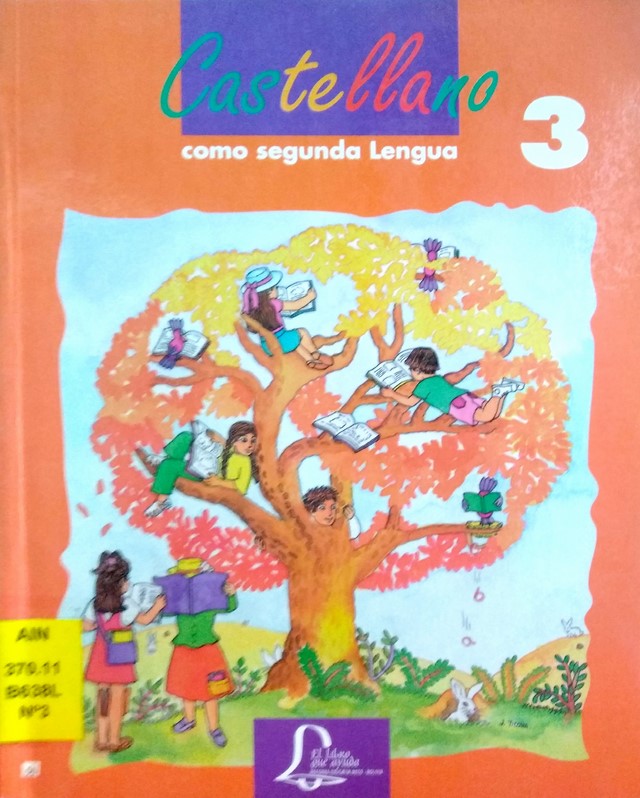 Castellano
como segunda Lengua
3
b
a
AIN
370.11
B638L
Nº3
El Libro
que ayuda